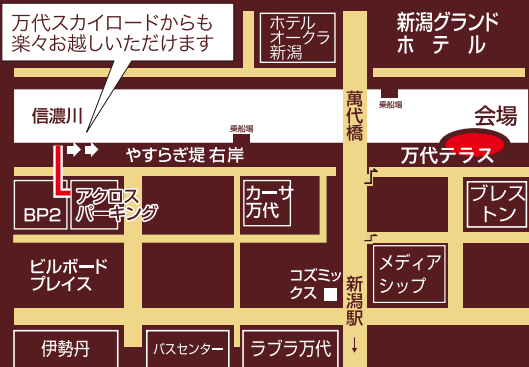 万代スカイロードからも
楽々お越しいただけます
ホテル
オークラ
新潟
新潟グランド
ホテル
信濃川
乗船場
萬代橋
乗船場
会場
やすらぎ堤 右岸
万代テラス
BP2
アクロス
パーキング
カーサ
万代
ブレス
トン
ビルボード
プレイス
コズミッ
クス
新潟駅
メディア
シップ
伊勢丹
バスセンター
ラブラ万代